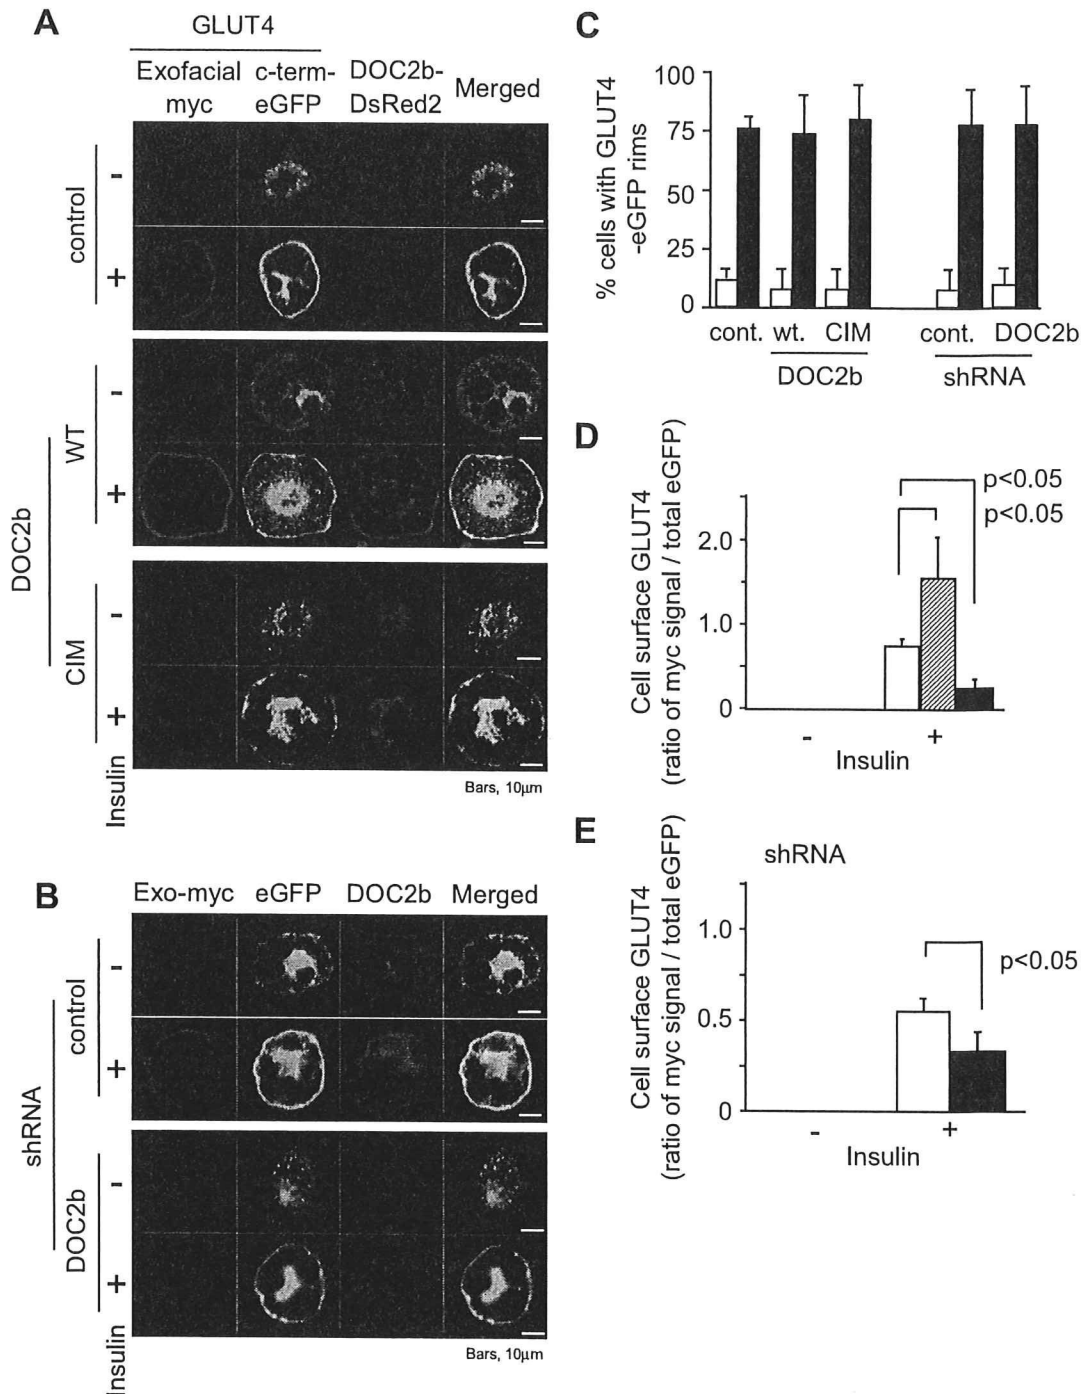 A
GLUT4
Exofacial myc
c-term-eGFP
DOC2b-DsRed2
Merged
control
-
+
DOC2b
WT
-
+
CIM
-
+
Insulin
Bars, 10μm
B
Exo-myc
eGFP
DOC2b
Merged
shRNA
control
-
+
DOC2b
-
+
Insulin
Bars, 10μm
C
% cells with GLUT4
-eGFP rims
100
75
50
25
0
cont.
wt.
CIM
cont.
DOC2b
DOC2b
shRNA
D
Cell surface GLUT4
(ratio of myc signal / total eGFP)
2.0
1.0
0
p<0.05
p<0.05
-
+
Insulin
E
shRNA
Cell surface GLUT4
(ratio of myc signal / total eGFP)
1.0
0.5
0
p<0.05
-
+
Insulin